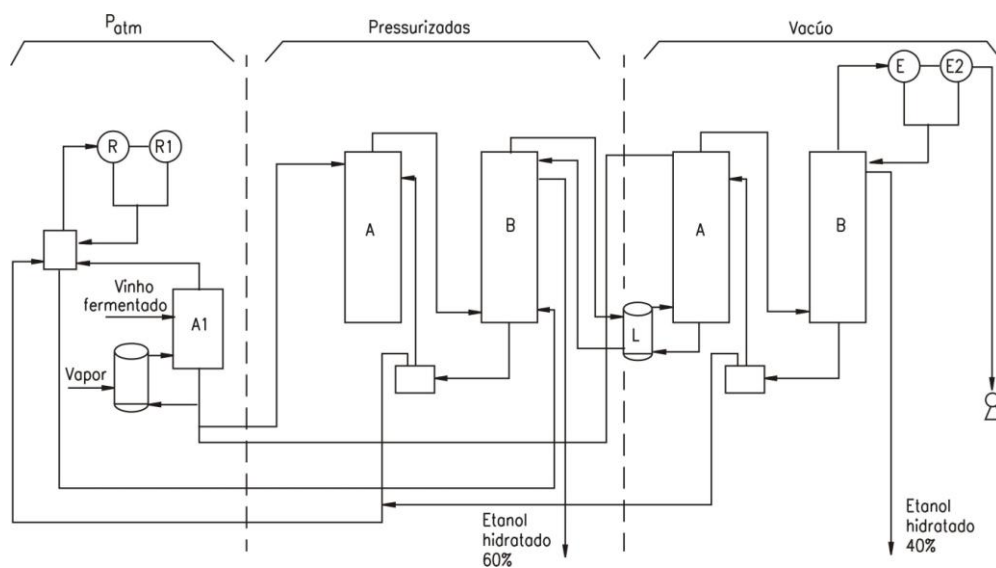 Patm
Pressurizadas
Vacúo
E
E2
R
R1
A
B
A
B
Vinho
fermentado
A1
L
Vapor
Etanol
hidratado
60%
Etanol
hidratado
40%